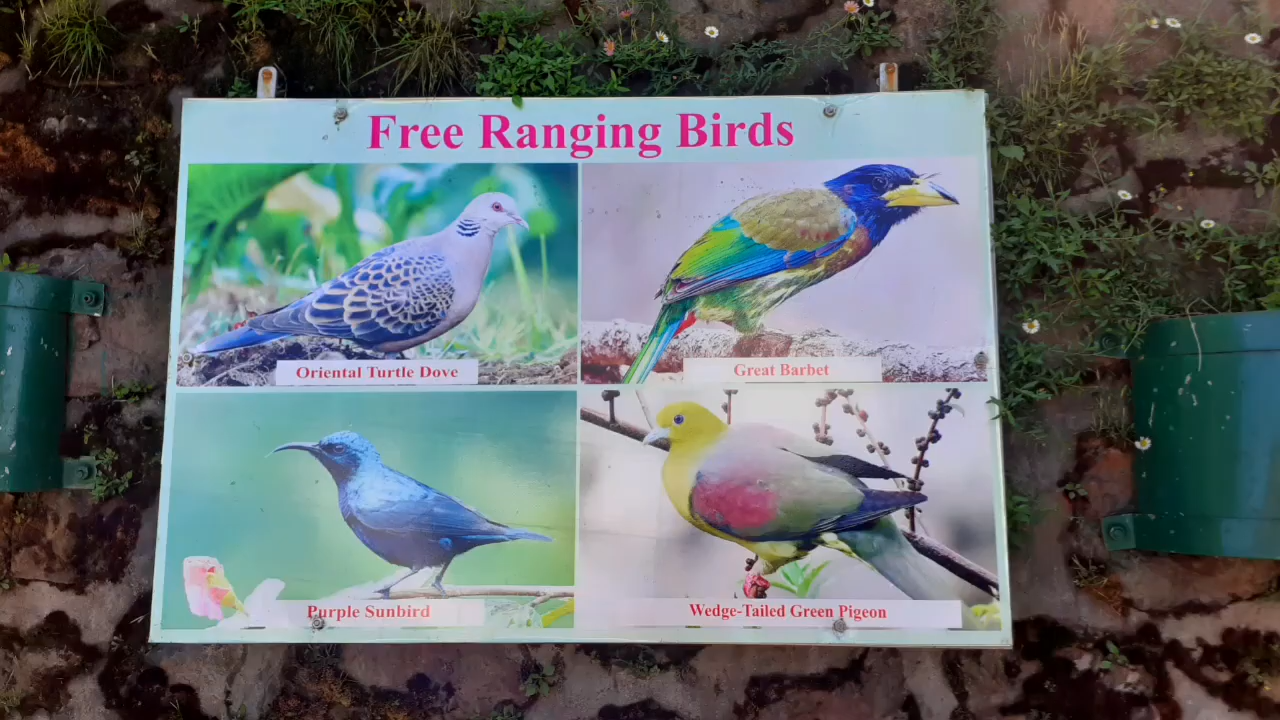 Free Ranging Birds
Oriental Turtle Dove
Great Barbet
Purple Sunbird
Wedge-Tailed Green Pigeon